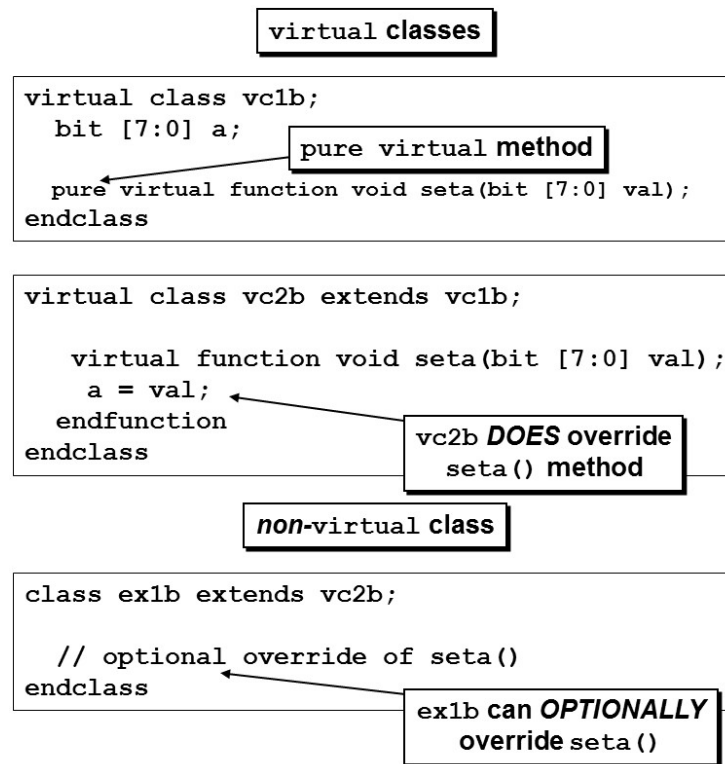 virtual classes
virtual class vc1b;
bit [7:0] a;
pure virtual method
pure virtual function void seta(bit [7:0] val);
endclass
virtual class vc2b extends vc1b;
virtual function void seta(bit [7:0] val);
a = val;
endfunction
endclass
vc2b DOES override
seta() method
non-virtual class
class ex1b extends vc2b;
// optional override of seta()
endclass
ex1b can OPTIONALLY
override seta()